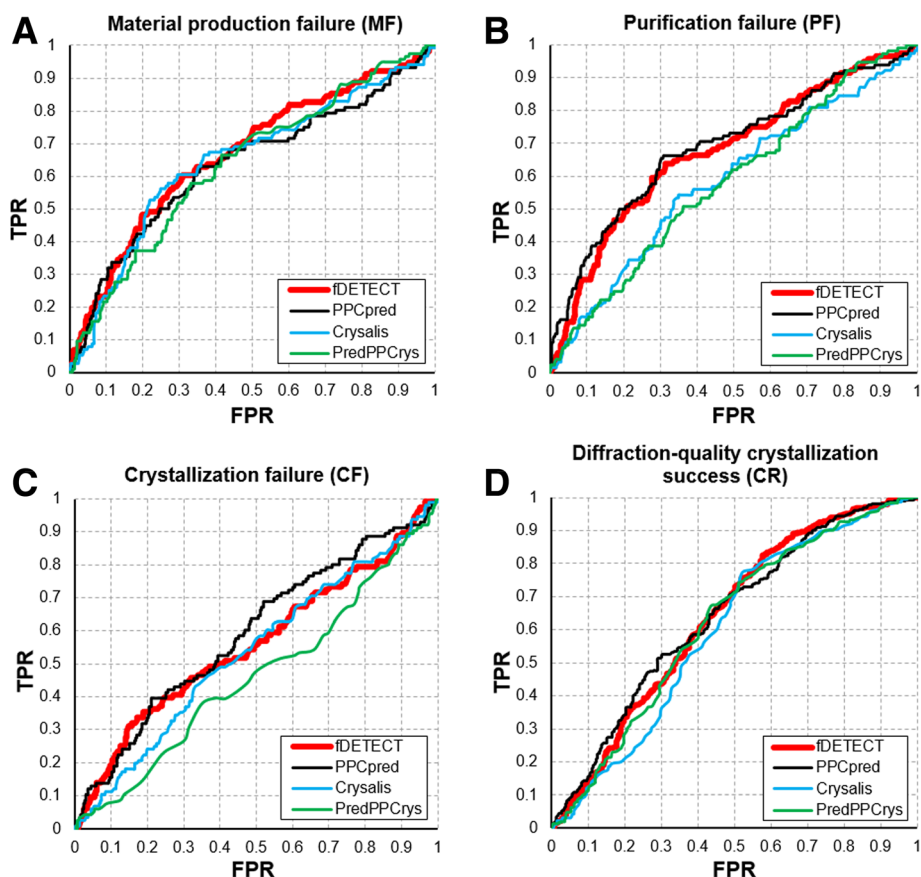 A
Material production failure (MF)
1
0.9
0.8
0.7
0.6
0.5
0.4
0.3
0.2
0.1
0
TPR
fDETECT
PPCpred
Crysalis
PredPPCrys
0 0.1 0.2 0.3 0.4 0.5 0.6 0.7 0.8 0.9 1
FPR
B
Purification failure (PF)
1
0.9
0.8
0.7
0.6
0.5
0.4
0.3
0.2
0.1
0
TPR
fDETECT
PPCpred
Crysalis
PredPPCrys
0 0.1 0.2 0.3 0.4 0.5 0.6 0.7 0.8 0.9 1
FPR
C
Crystallization failure (CF)
1
0.9
0.8
0.7
0.6
0.5
0.4
0.3
0.2
0.1
0
TPR
fDETECT
PPCpred
Crysalis
PredPPCrys
0 0.1 0.2 0.3 0.4 0.5 0.6 0.7 0.8 0.9 1
FPR
D
Diffraction-quality crystallization
success (CR)
1
0.9
0.8
0.7
0.6
0.5
0.4
0.3
0.2
0.1
0
TPR
fDETECT
PPCpred
Crysalis
PredPPCrys
0 0.1 0.2 0.3 0.4 0.5 0.6 0.7 0.8 0.9 1
FPR